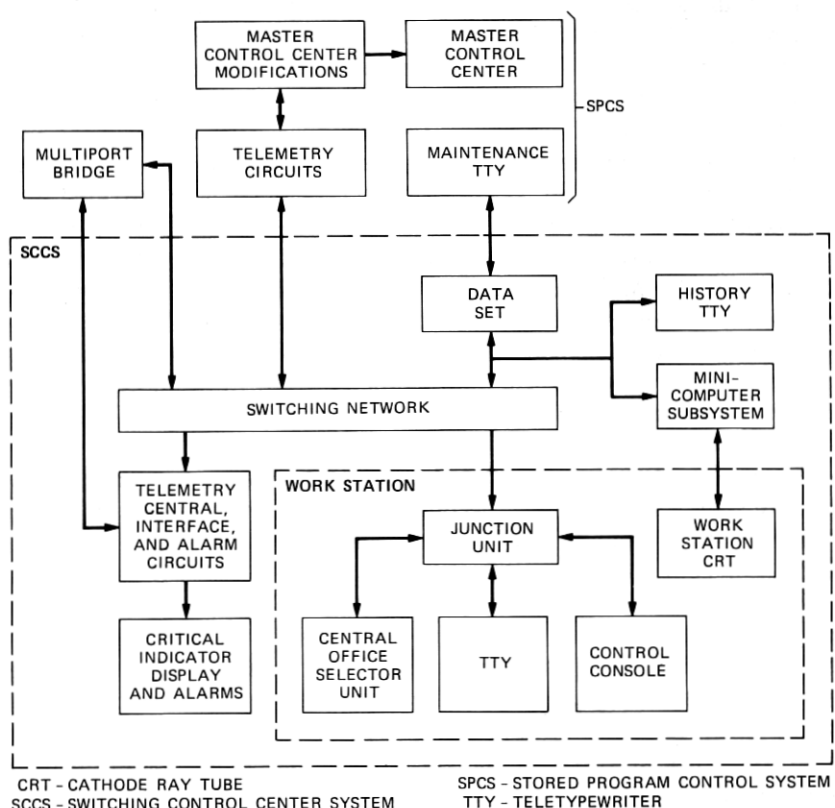 MASTER
CONTROL CENTER
MODIFICATIONS
MASTER
CONTROL
CENTER
SPCS
MULTIPORT
BRIDGE
TELEMETRY
CIRCUITS
MAINTENANCE
TTY
SCCS
DATA
SET
HISTORY
TTY
SWITCHING NETWORK
MINI-
COMPUTER
SUBSYSTEM
TELEMETRY
CENTRAL,
INTERFACE,
AND ALARM
CIRCUITS
WORK STATION
JUNCTION
UNIT
WORK
STATION
CRT
CRITICAL
INDICATOR
DISPLAY
AND ALARMS
CENTRAL
OFFICE
SELECTOR
UNIT
TTY
CONTROL
CONSOLE
CRT - CATHODE RAY TUBE
SCCS - SWITCHING CONTROL CENTER SYSTEM
SPCS - STORED PROGRAM CONTROL SYSTEM
TTY - TELETYPEWRITER